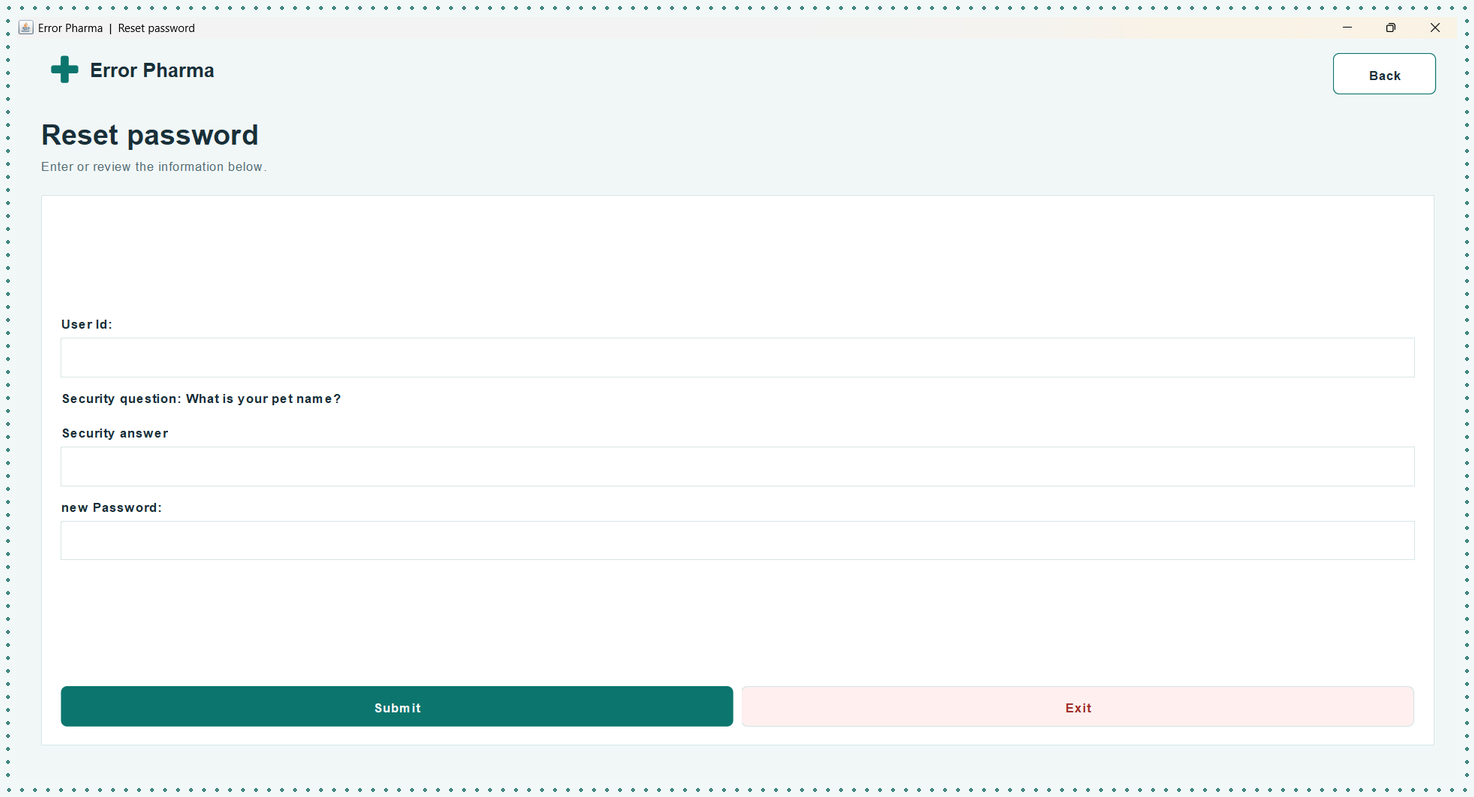 Error Pharma | Reset password
Error Pharma
Back
Reset password
Enter or review the information below.
User Id:
Security question: What is your pet name?
Security answer
new Password:
Submit
Exit